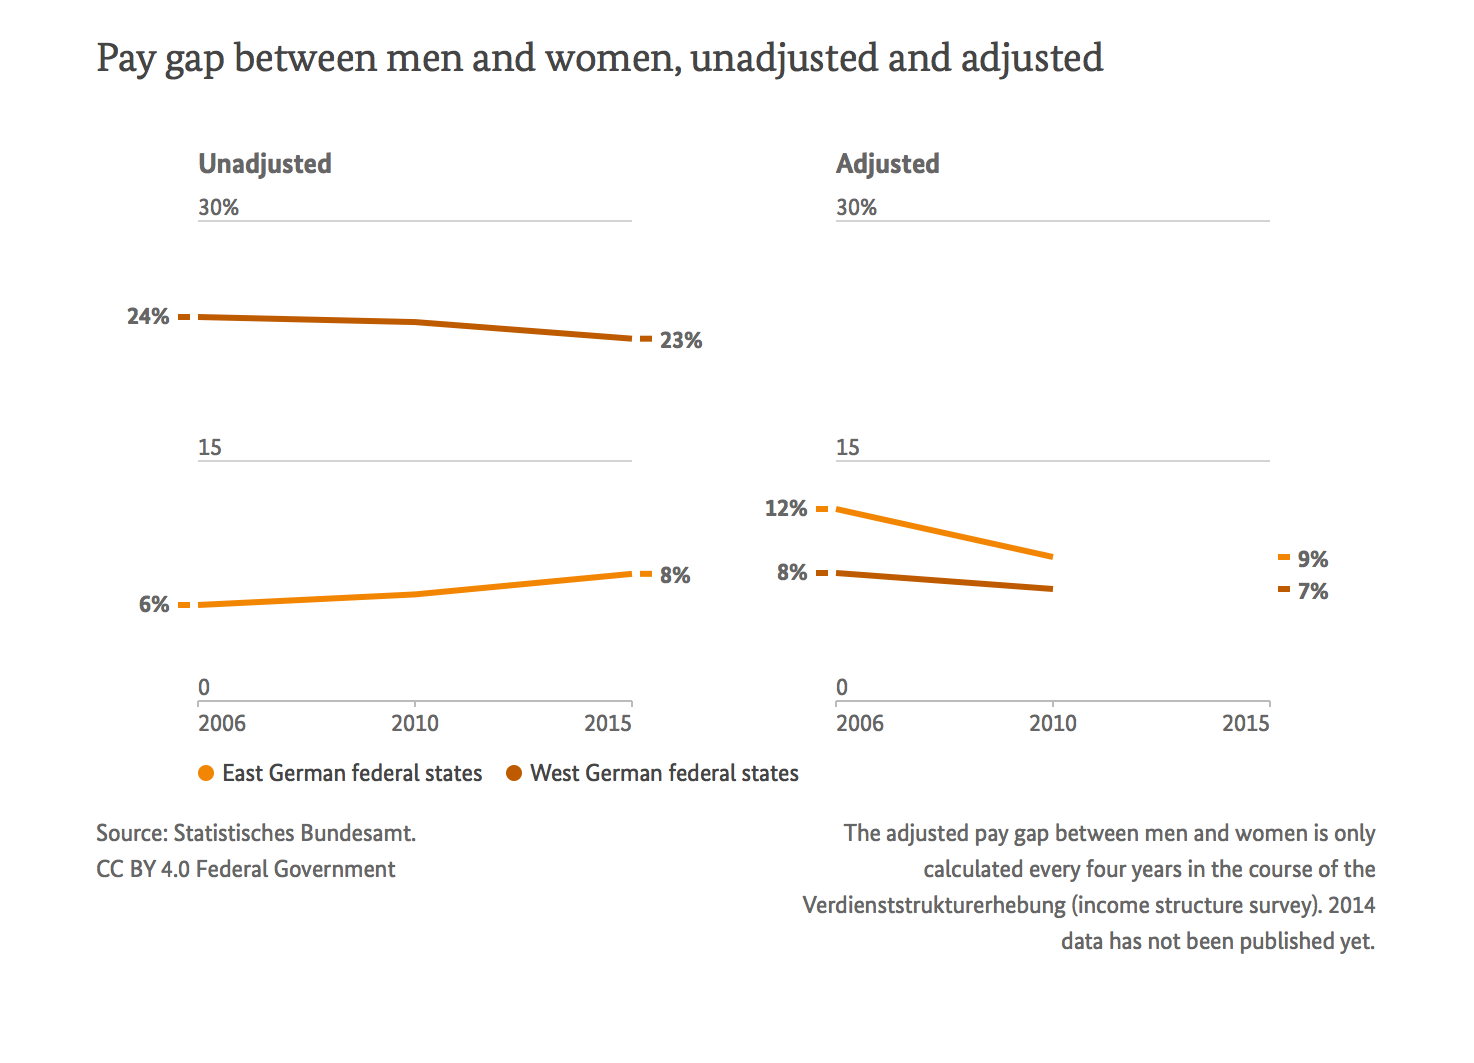 Pay gap between men and women, unadjusted and adjusted
Unadjusted
30%
24%
23%
15
6%
8%
0
2006 2010 2015
Adjusted
30%
15
12%
9%
8%
7%
0
2006 2010 2015
East German federal states West German federal states
Source: Statistisches Bundesamt.
CC BY 4.0 Federal Government
The adjusted pay gap between men and women is only
calculated every four years in the course of the
Verdienststrukturerhebung (income structure survey). 2014
data has not been published yet.